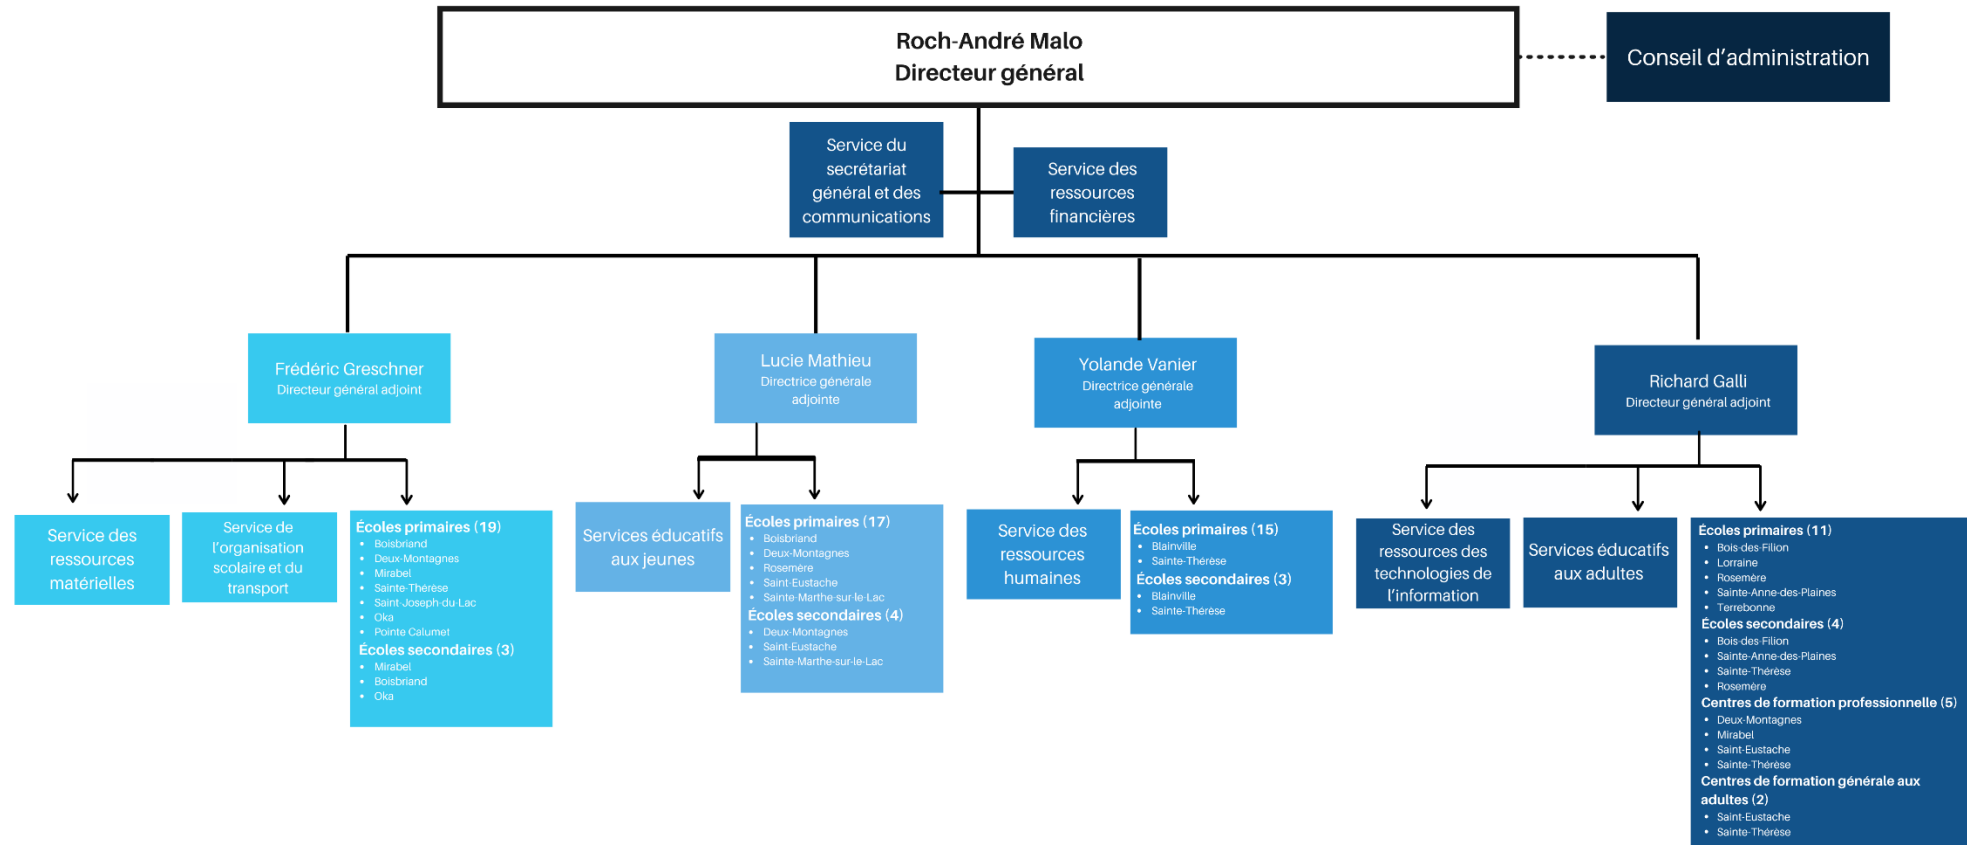 Roch-André Malo
Directeur général
Conseil d'administration
Service du
secrétariat
général et des
communications
Service des
ressources
financières
Frédéric Greschner
Directeur général adjoint
Lucie Mathieu
Directrice générale
adjointe
Yolande Vanier
Directrice générale
adjointe
Richard Galli
Directeur général adjoint
Service des
ressources
matérielles
Service de
l'organisation
scolaire et du
transport
Écoles primaires (19)
• Boisbriand
• Deux-Montagnes
• Mirabel
• Sainte-Thérèse
• Saint-Joseph-du-Lac
• Oka
• Pointe Calumet
Écoles secondaires (3)
• Mirabel
• Boisbriand
• Oka
Services éducatifs
aux jeunes
Écoles primaires (17)
• Boisbriand
• Deux-Montagnes
• Rosemère
• Saint-Eustache
• Sainte-Marthe-sur-le-Lac
Écoles secondaires (4)
• Deux-Montagnes
• Saint-Eustache
• Sainte-Marthe-sur-le-Lac
Service des
ressources
humaines
Écoles primaires (15)
• Blainville
• Sainte-Thérèse
Écoles secondaires (3)
• Blainville
• Sainte-Thérèse
Service des
ressources des
technologies de
l'information
Services éducatifs
aux adultes
Écoles primaires (11)
• Bois-des-Filion
• Lorraine
• Rosemère
• Sainte-Anne-des-Plaines
• Terrebonne
Écoles secondaires (4)
• Bois-des-Filion
• Sainte-Anne-des-Plaines
• Sainte-Thérèse
• Rosemère
Centres de formation professionnelle (5)
• Deux-Montagnes
• Mirabel
• Saint-Eustache
• Sainte-Thérèse
Centres de formation générale aux
adultes (2)
• Saint-Eustache
• Sainte-Thérèse